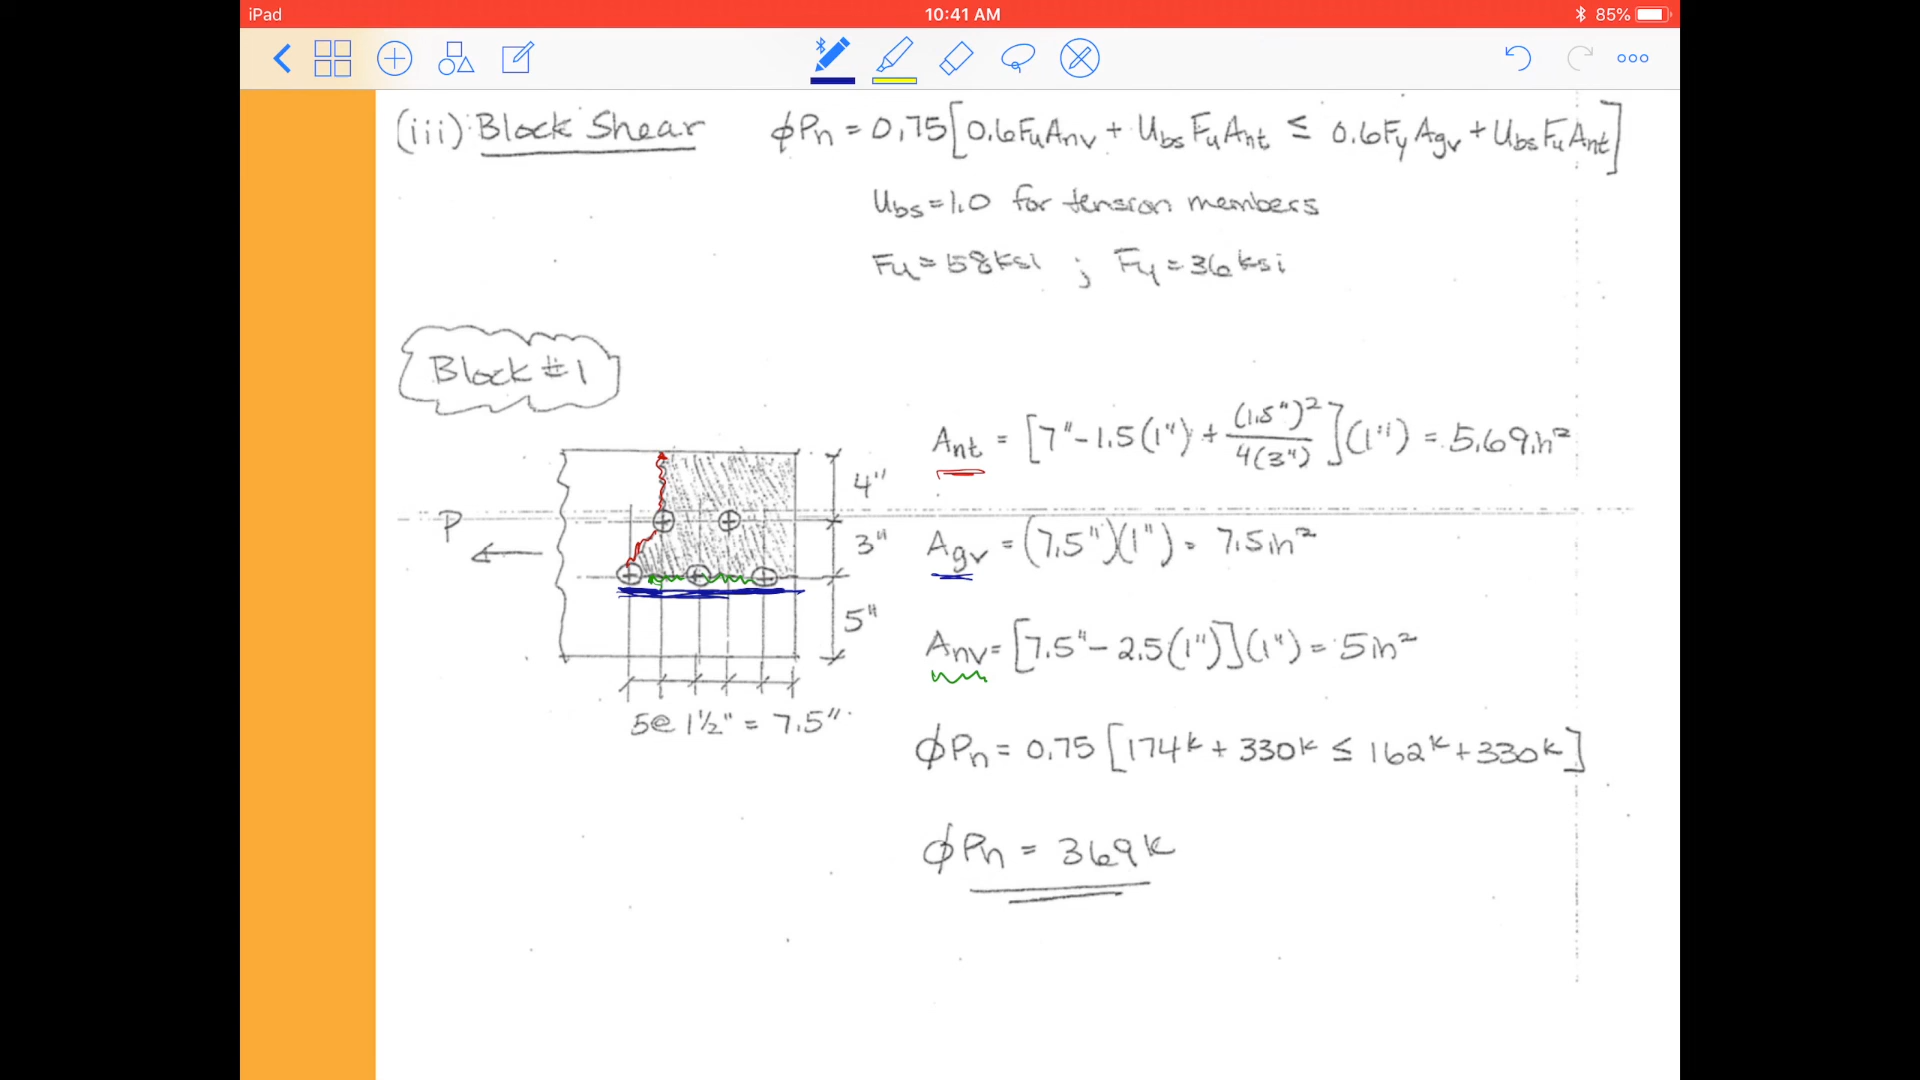 iPad 10:41 AM 85%
(iii) Block Shear φPn = 0.75[0.6FuAnv + UbsFuAnt ≤ 0.6FyAgv + UbsFuAnt]
Ubs = 1.0 for tension members
Fu = 58ksi ; Fy = 36ksi
Block #1
Ant = [7" - 1.5(1") + (1.5")²/4(3")](1") = 5.69in²
4"
P
3"
Agv = (7.5")(1") = 7.5in²
5"
Anv = [7.5" - 2.5(1")](1") = 5in²
5@ 1½" = 7.5"
φPn = 0.75 [174k + 330k ≤ 162k + 330k]
φPn = 369k